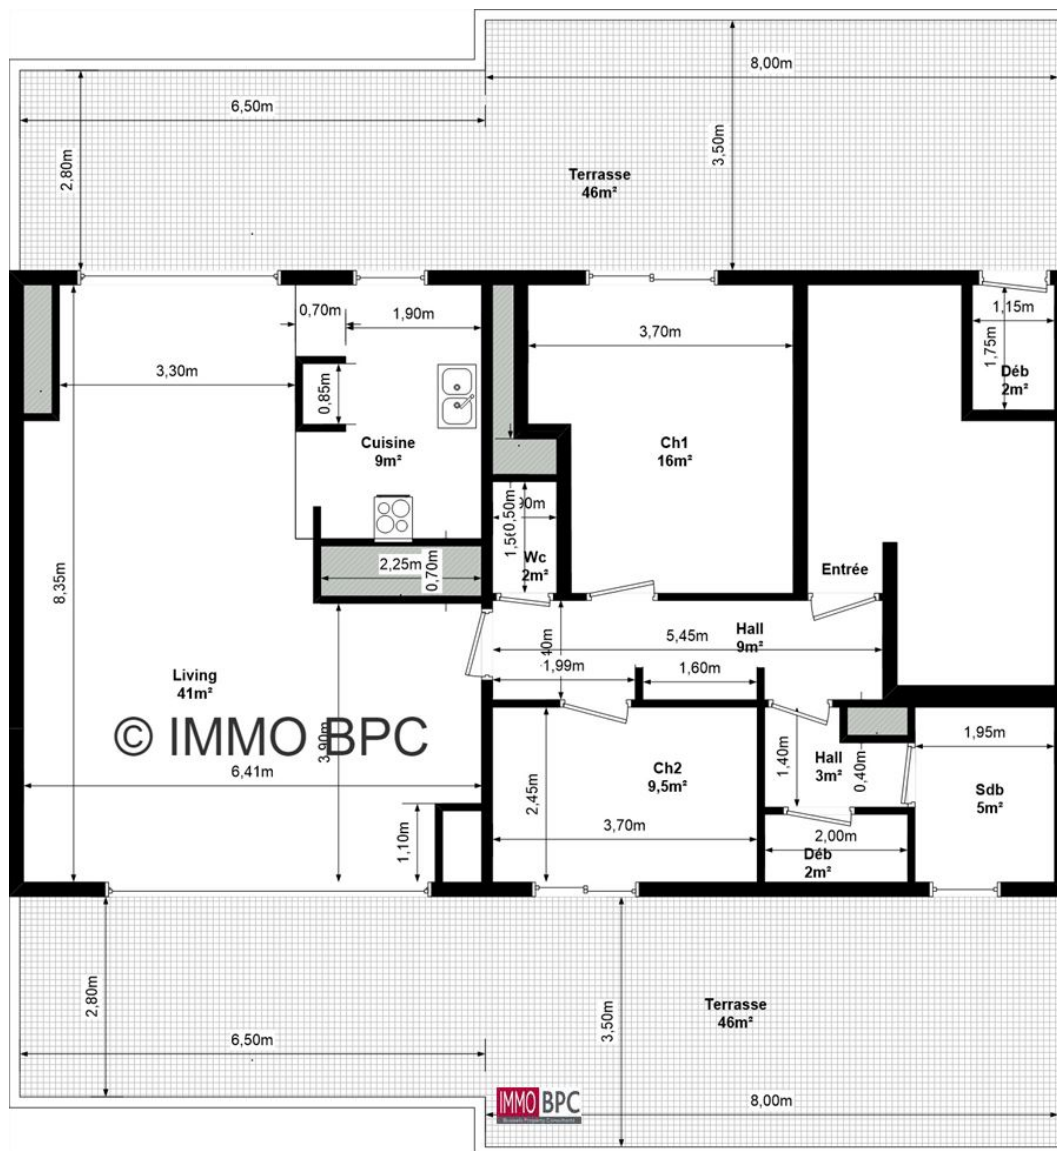 8,00m
6,50m
2,80m
3,50m
Terrasse
46m²
0,70m
1,90m
3,70m
1,15m
1,75m
3,30m
0,85m
Déb
2m²
Cuisine
9m²
Ch1
16m²
0,50m
Wc
2m²
2,25m
0,70m
8,35m
Entrée
Hall
9m²
5,45m
1,99m
1,60m
Living
41m²
© IMMO BPC
3,90m
6,41m
1,10m
2,45m
Ch2
9,5m²
3,70m
1,40m
Hall
3m²
0,40m
1,95m
Sdb
5m²
2,00m
Déb
2m²
2,80m
3,50m
Terrasse
46m²
6,50m
IMMO BPC
8,00m